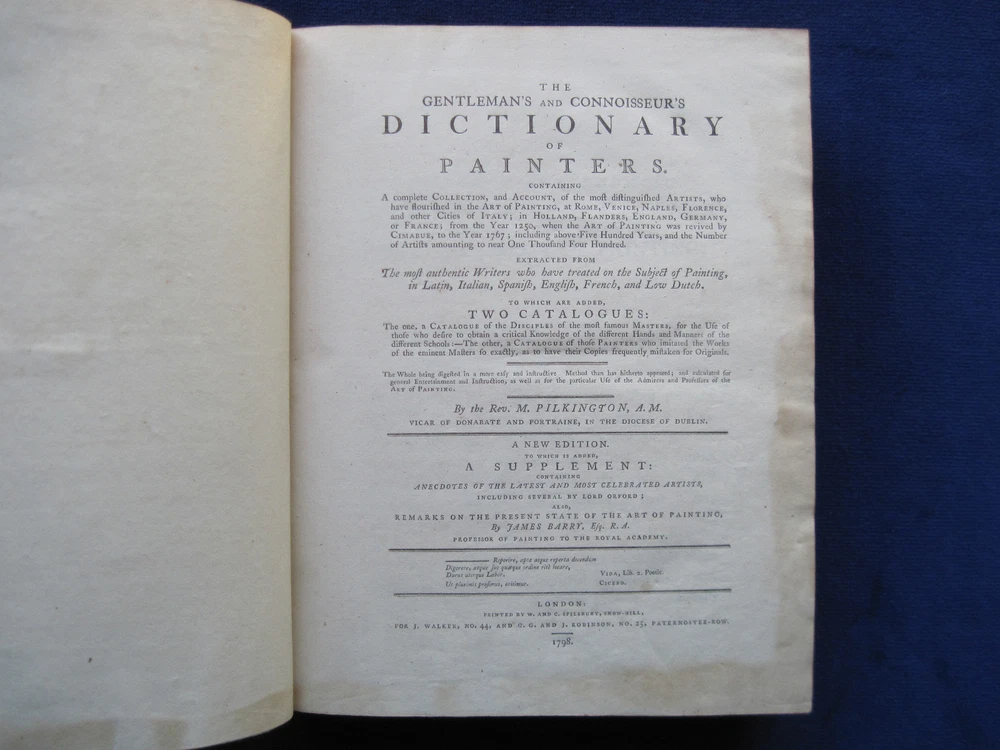 THE
GENTLEMAN'S AND CONNOISSEUR'S
DICTIONARY
OF
PAINTERS.
CONTAINING
A complete COLLECTION, and ACCOUNT, of the moſt diſtinguiſhed ARTISTS, who
have flouriſhed in the ART of PAINTING, at ROME, VENICE, NAPLES, FLORENCE,
and other Cities of ITALY; in HOLLAND, FLANDERS, ENGLAND, GERMANY,
or FRANCE; from the Year 1250, when the ART of PAINTING was revived by
CIMABUE, to the Year 1767; including above Five Hundred Years, and the Number
of Artiſts amounting to near One Thouſand Four Hundred.
EXTRACTED FROM
The moſt authentic Writers who have treated on the Subject of Painting,
in Latin, Italian, Spaniſh, Engliſh, French, and Low Dutch.
TO WHICH ARE ADDED,
TWO CATALOGUES:
The one, a CATALOGUE of the DISCIPLES of the moſt famous MASTERS, for the Uſe of
thoſe who deſire to obtain a critical Knowledge of the different Hands and Manner of the
different Schools:—The other, a CATALOGUE of thoſe PAINTERS who imitated the Works
of the eminent Maſters ſo exactly, as to have their Copies frequently miſtaken for Originals.
The Whole being digeſted in a more eaſy and inſtructive Method than has hitherto appeared; and calculated for
general Entertainment and Inſtruction, as well as for the particular Uſe of the Admirers and Profeſſors of the
ART of PAINTING.
By the Rev. M. PILKINGTON, A.M.
VICAR OF DONABATE AND PORTRAINE, IN THE DIOCESE OF DUBLIN.
A NEW EDITION.
TO WHICH IS ADDED,
A SUPPLEMENT:
CONTAINING
ANECDOTES OF THE LATEST AND MOST CELEBRATED ARTISTS,
INCLUDING SEVERAL BY LORD ORFORD;
ALSO,
REMARKS ON THE PRESENT STATE OF THE ART OF PAINTING,
By JAMES BARRY, Eſq. R.A.
PROFESSOR OF PAINTING TO THE ROYAL ACADEMY.
Reperire, apta atque reperta decendum
Digerere, atque ſuo quæque ordine ritè locare,
Durus uterque Labor. VIDA, Lib. 2. Poetic.
Ut plurimis proſimus, enitimur. CICERO.
LONDON:
PRINTED BY W. AND C. SPILSBURY, SNOW-HILL,
FOR J. WALKER, NO. 44, AND G. G. AND J. ROBINSON, NO. 25, PATERNOSTER-ROW.
1798.